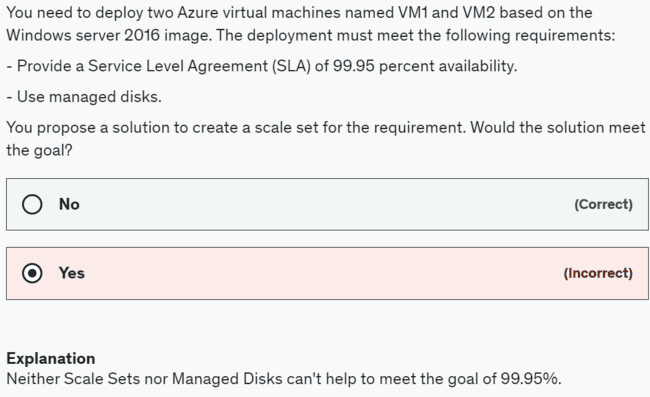 You need to deploy two Azure virtual machines named VM1 and VM2 based on the
Windows server 2016 image. The deployment must meet the following requirements:
- Provide a Service Level Agreement (SLA) of 99.95 percent availability.
- Use managed disks.
You propose a solution to create a scale set for the requirement. Would the solution meet
the goal?
No (Correct)
Yes (Incorrect)
Explanation
Neither Scale Sets nor Managed Disks can't help to meet the goal of 99.95%.